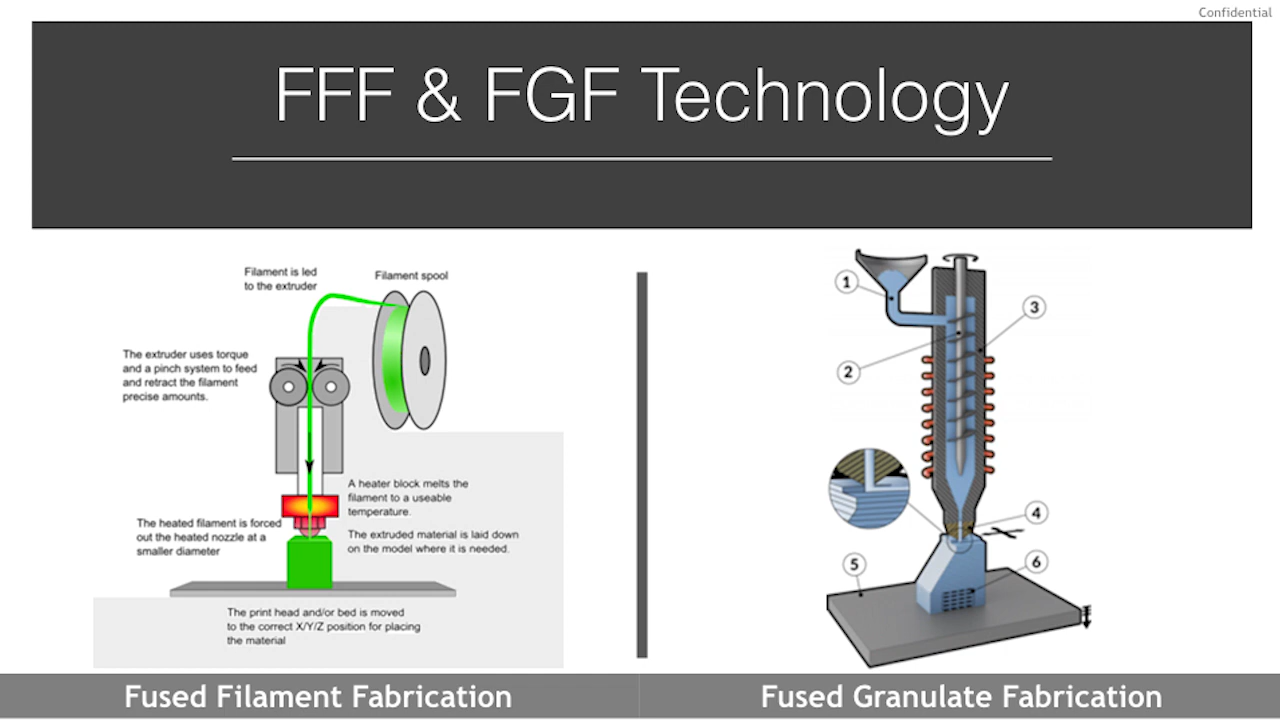 Confidential
FFF & FGF Technology
Filament is led
to the extruder
Filament spool
The extruder uses torque
and a pinch system to feed
and retract the filament
precise amounts.
A heater block melts the
filament to a useable
temperature.
The heated filament is forced
out the heated nozzle at a
smaller diameter
The extruded material is laid down
on the model where it is needed.
The print head and/or bed is moved
to the correct X/Y/Z position for placing
the material
1
2
3
4
5
6
Fused Filament Fabrication
Fused Granulate Fabrication